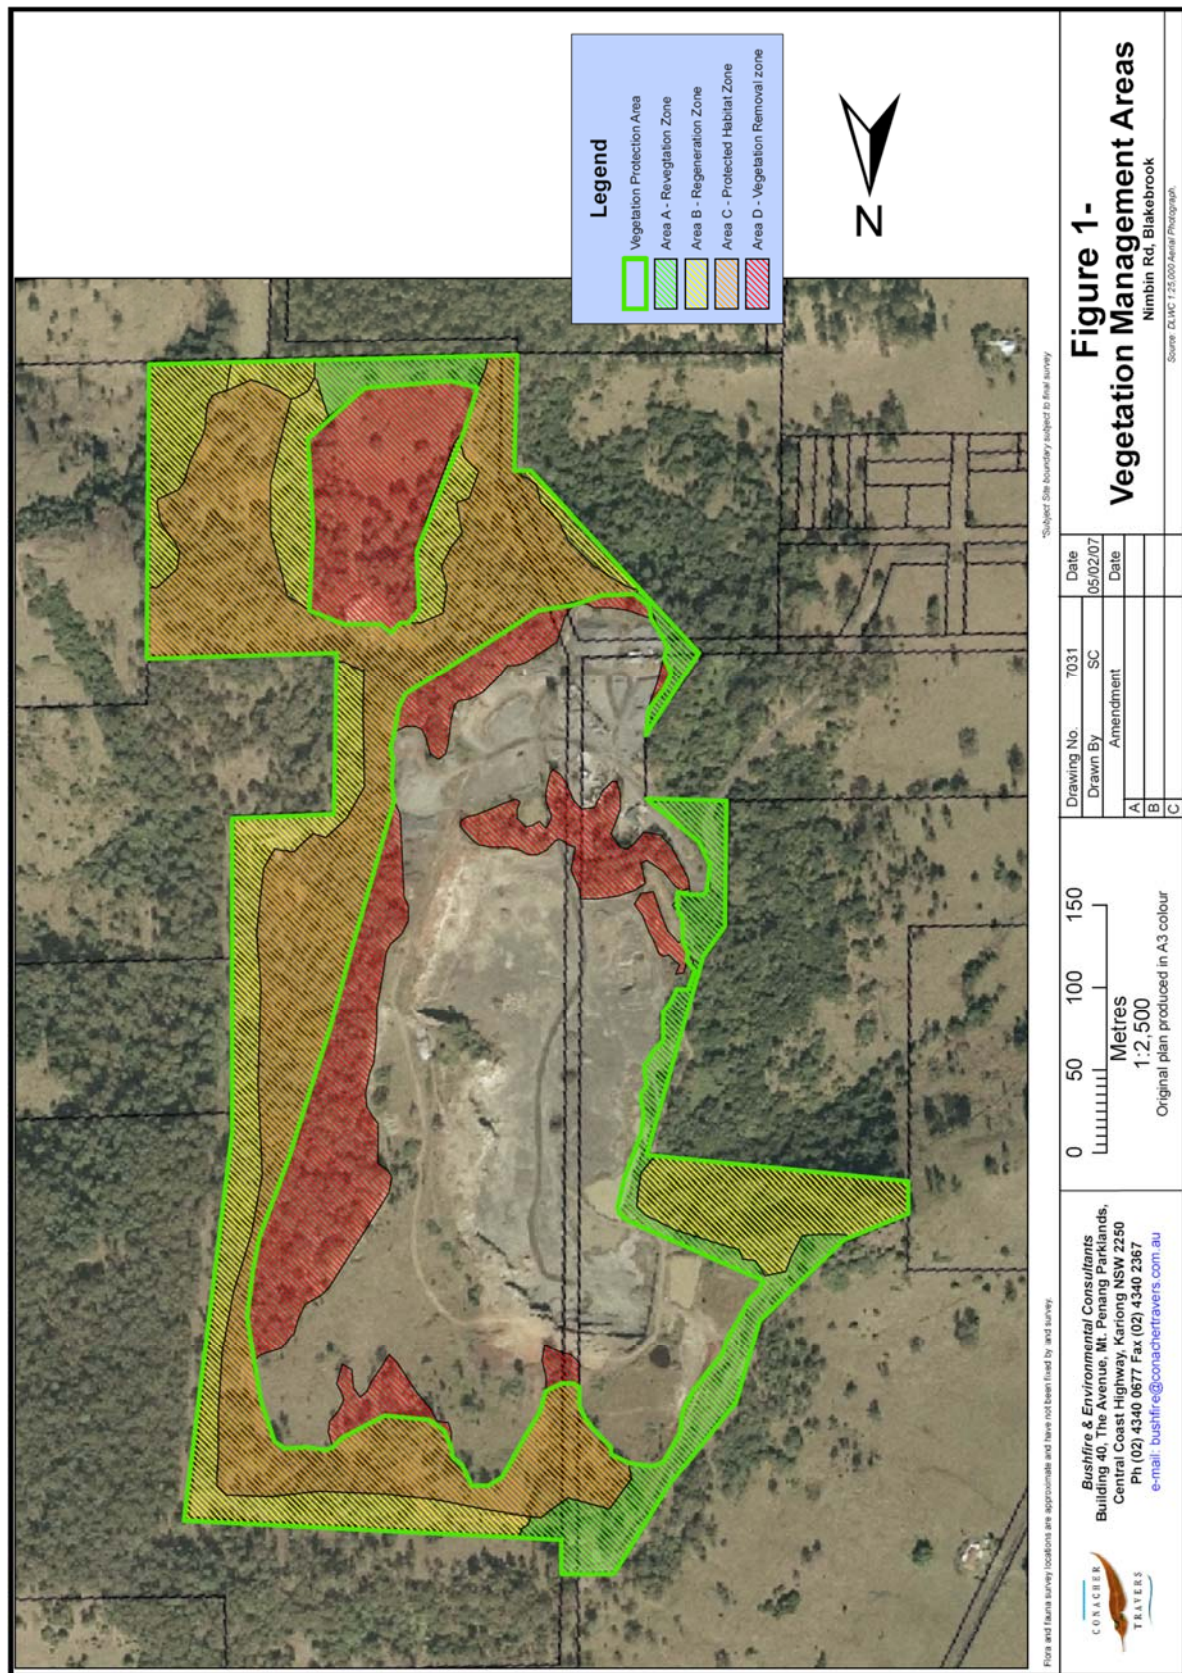 Legend
Vegetation Protection Area
Area A - Revegtation Zone
Area B - Regeneration Zone
Area C - Protected Habitat Zone
Area D - Vegetation Removal zone
N
Flora and fauna survey locations are approximate and have not been fixed by and survey.
*Subject Site boundary subject to final survey
CONACHER
TRAVERS
Bushfire & Environmental Consultants
Building 40, The Avenue, Mt. Penang Parklands,
Central Coast Highway, Kariong NSW 2250
Ph (02) 4340 0677 Fax (02) 4340 2367
e-mail: bushfire@conachertravers.com.au
0 50 100 150
Metres
1:2,500
Original plan produced in A3 colour
Drawing No. 7031
Date
Drawn By SC
05/02/07
Amendment
Date
A
B
C
Figure 1-
Vegetation Management Areas
Nimbin Rd, Blakebrook
Source: DLWC 1:25,000 Aerial Photograph.